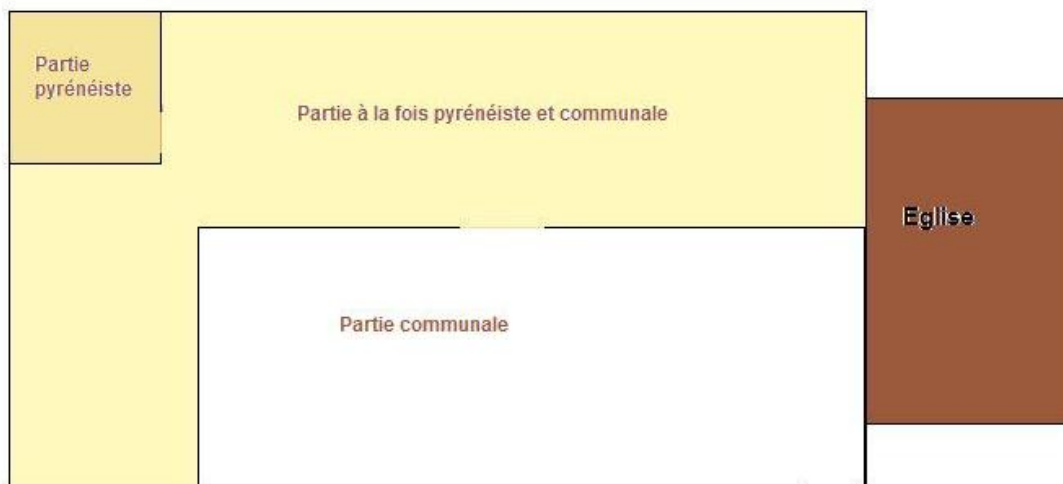 Partie
pyrénéiste
Partie à la fois pyrénéiste et communale
Eglise
Partie communale